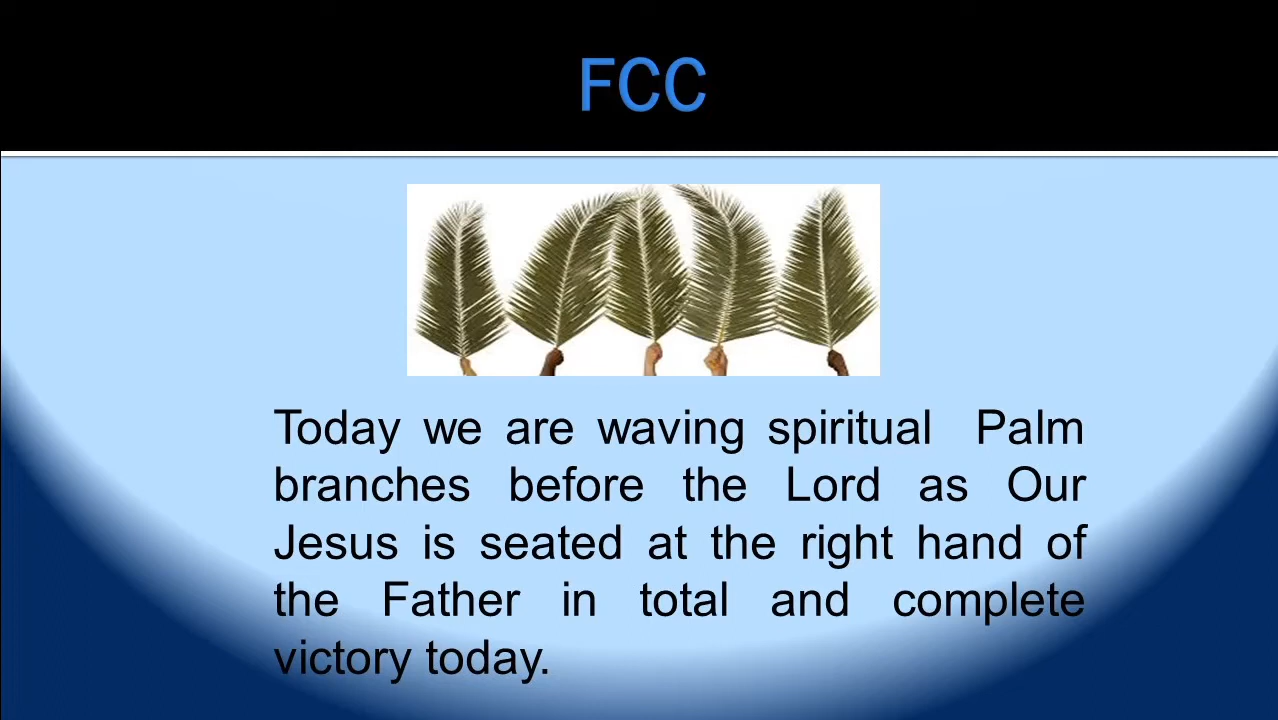 FCC
Today we are waving spiritual Palm
branches before the Lord as Our
Jesus is seated at the right hand of
the Father in total and complete
victory today.